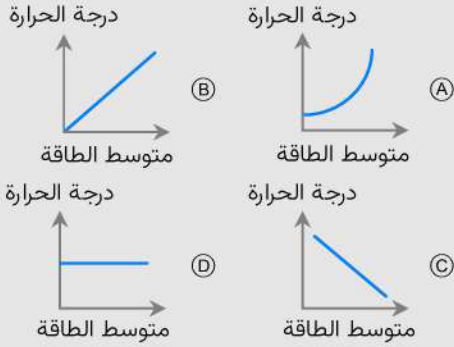 درجة الحرارة
Ⓐ
متوسط الطاقة
درجة الحرارة
Ⓑ
متوسط الطاقة
درجة الحرارة
Ⓒ
متوسط الطاقة
درجة الحرارة
Ⓓ
متوسط الطاقة